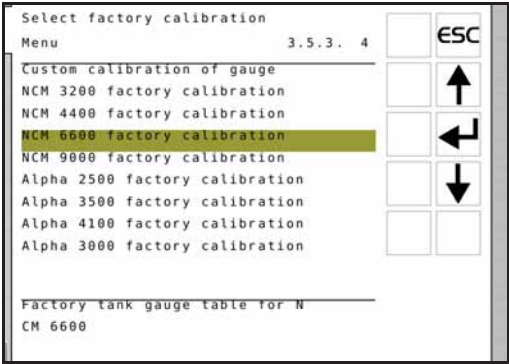 Select factory calibration
Menu 3.5.3. 4
ESC
Custom calibration of gauge
NCM 3200 factory calibration
NCM 4400 factory calibration
NCM 6600 factory calibration
NCM 9000 factory calibration
Alpha 2500 factory calibration
Alpha 3500 factory calibration
Alpha 4100 factory calibration
Alpha 3000 factory calibration
Factory tank gauge table for N
CM 6600